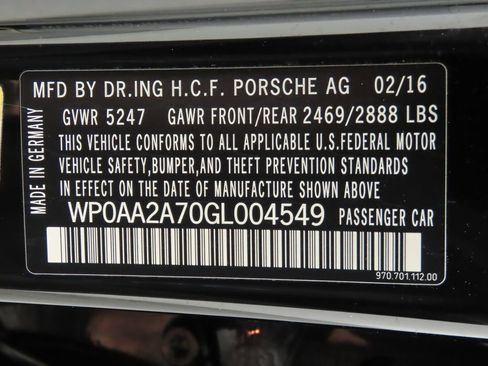 MFD BY DR.ING H.C.F. PORSCHE AG 02/16
GVWR 5247 GAWR FRONT/REAR 2469/2888 LBS
THIS VEHICLE CONFORMS TO ALL APPLICABLE U.S.FEDERAL MOTOR
VEHICLE SAFETY,BUMPER,AND THEFT PREVENTION STANDARDS
IN EFFECT ON THE DATE OF MANUFACTURE SHOWN ABOVE
WP0AA2A70GL004549 PASSENGER CAR
970.701.112.00
MADE IN GERMANY